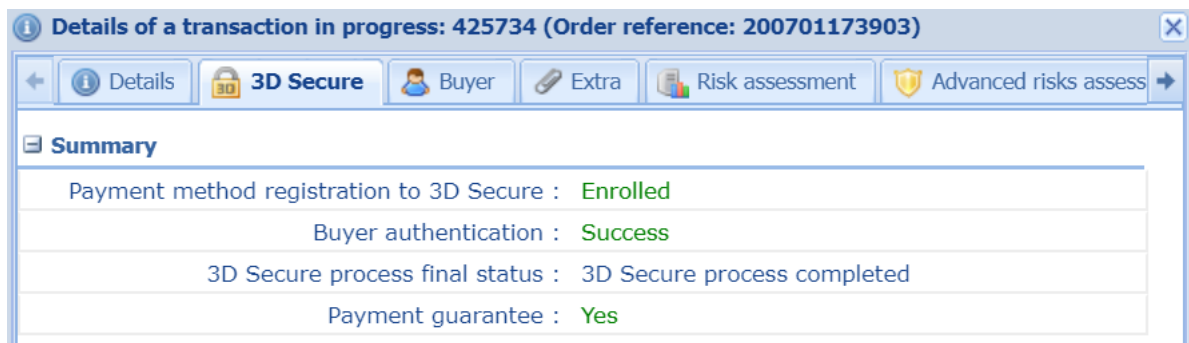 Details of a transaction in progress: 425734 (Order reference: 200701173903)
Details 3D Secure Buyer Extra Risk assessment Advanced risks assess
Summary
Payment method registration to 3D Secure : Enrolled
Buyer authentication : Success
3D Secure process final status : 3D Secure process completed
Payment guarantee : Yes